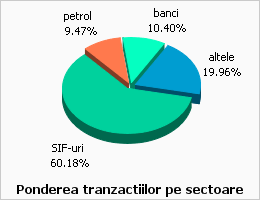 banci
10.40%
petrol
9.47%
altele
19.96%
SIF-uri
60.18%
Ponderea tranzactiilor pe sectoare